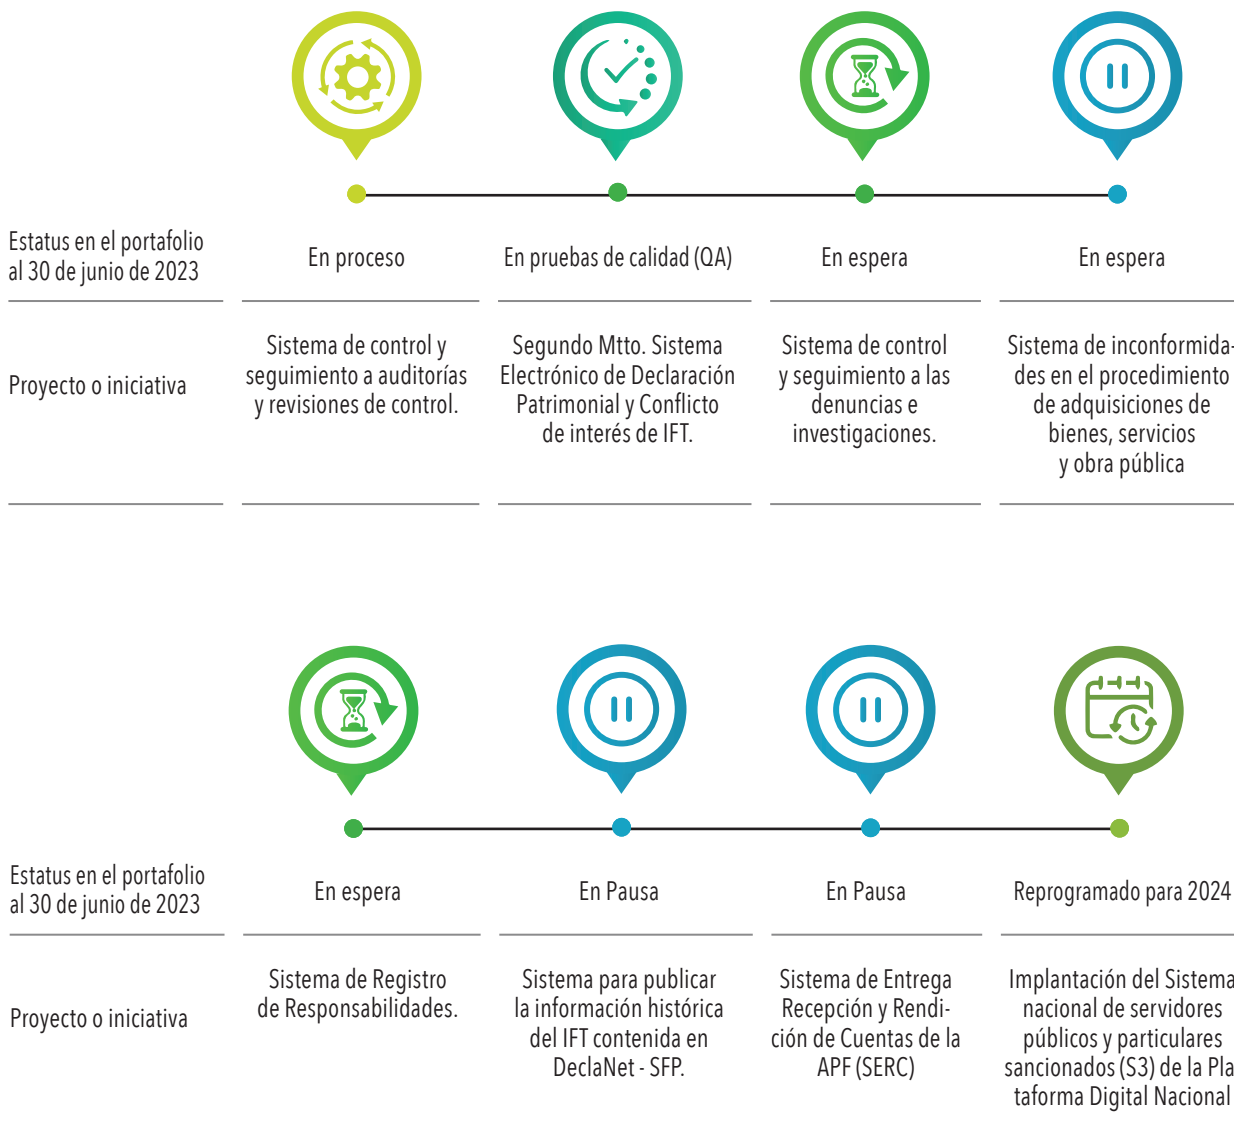 Estatus en el portafolio
al 30 de junio de 2023
En proceso
En pruebas de calidad (QA)
En espera
En espera
Proyecto o iniciativa
Sistema de control y
seguimiento a auditorías
y revisiones de control.
Segundo Mtto. Sistema
Electrónico de Declaración
Patrimonial y Conflicto
de interés de IFT.
Sistema de control
y seguimiento a las
denuncias e
investigaciones.
Sistema de inconformida-
des en el procedimiento
de adquisiciones de
bienes, servicios
y obra pública
Estatus en el portafolio
al 30 de junio de 2023
En espera
En Pausa
En Pausa
Reprogramado para 2024
Proyecto o iniciativa
Sistema de Registro
de Responsabilidades.
Sistema para publicar
la información histórica
del IFT contenida en
DeclaNet - SFP.
Sistema de Entrega
Recepción y Rendi-
ción de Cuentas de la
APF (SERC)
Implantación del Sistema
nacional de servidores
públicos y particulares
sancionados (S3) de la Pla
taforma Digital Nacional